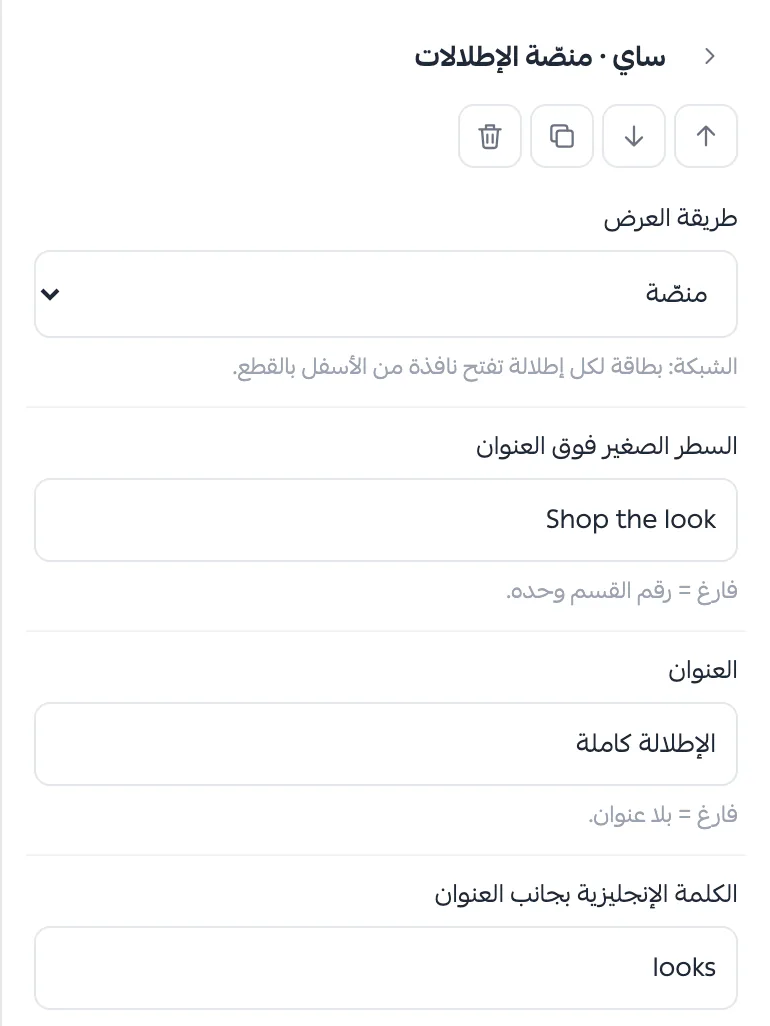 ساي · منصّة الإطلالات
طريقة العرض
منصّة
الشبكة: بطاقة لكل إطلالة تفتح نافذة من الأسفل بالقطع.
السطر الصغير فوق العنوان
Shop the look
فارغ = رقم القسم وحده.
العنوان
الإطلالة كاملة
فارغ = بلا عنوان.
الكلمة الإنجليزية بجانب العنوان
looks